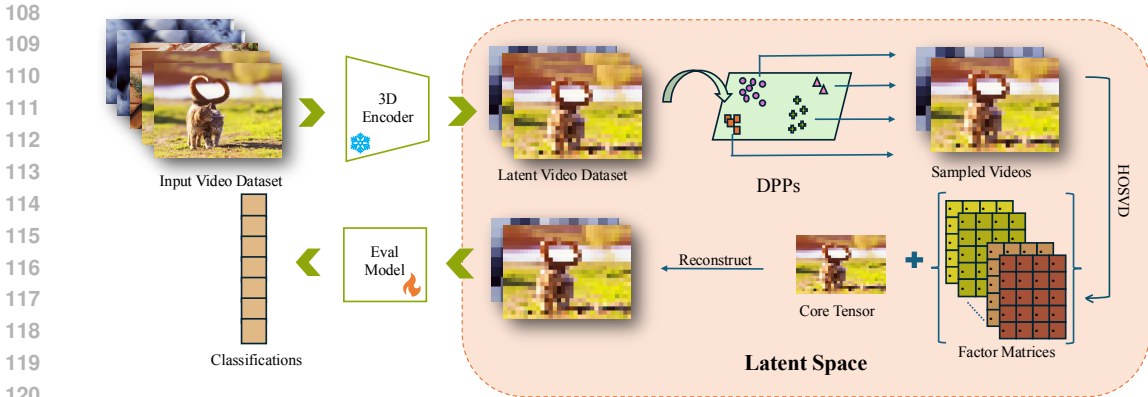 108
109
110
111
112
113
114
115
116
117
118
119
120
3D
Encoder
Input Video Dataset
Latent Video Dataset
DPPs
Sampled Videos
HOSVD
Eval
Model
Reconstruct
Core Tensor
Factor Matrices
Classifications
Latent Space